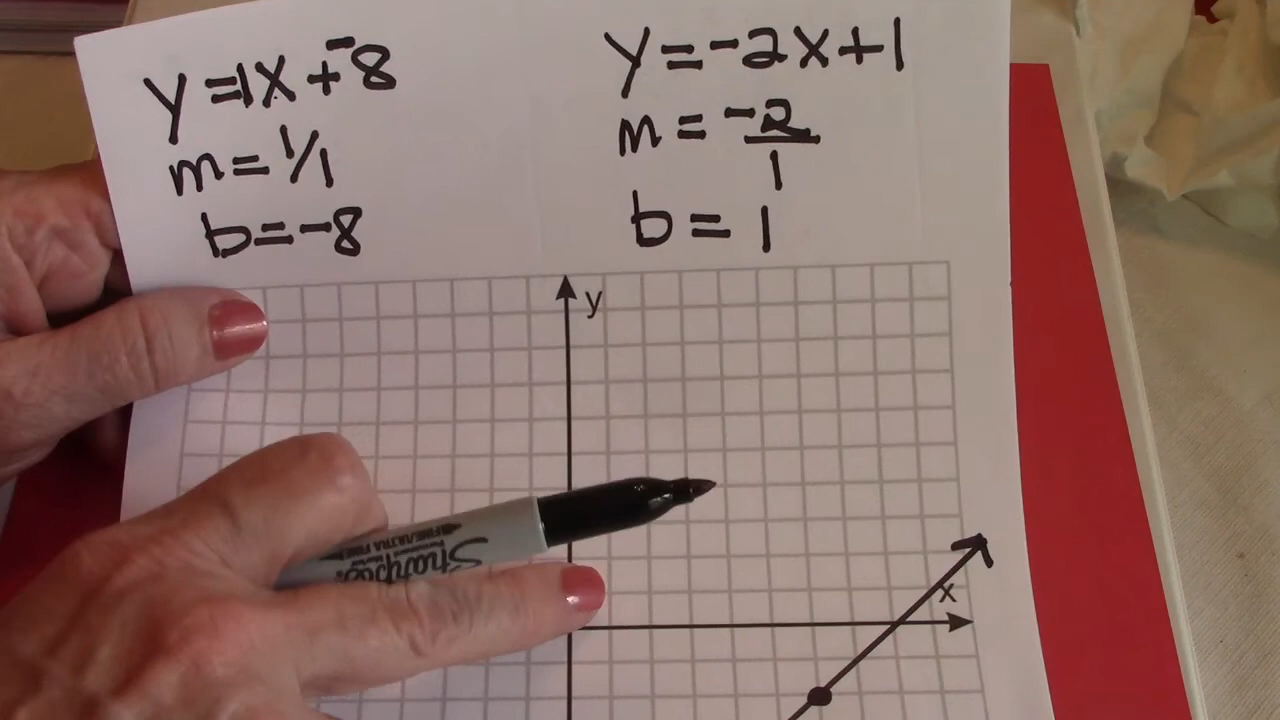 y = 1x + -8
m = 1/1
b = -8
y = -2x + 1
m = -2/1
b = 1
y
Sharpie
x